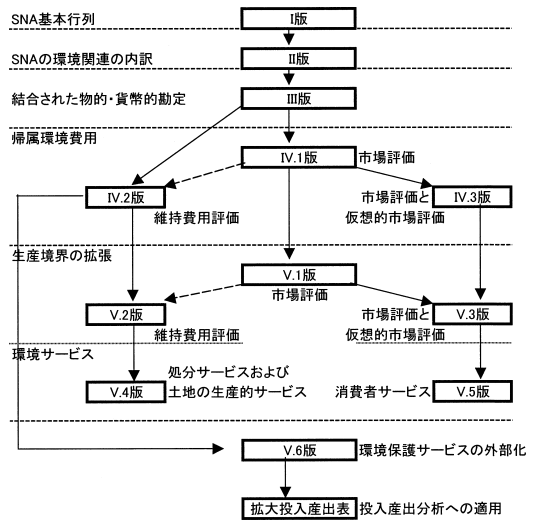 SNA基本行列
I版
SNAの環境関連の内訳
II版
結合された物的・貨幣的勘定
III版
帰属環境費用
IV.1版
市場評価
IV.2版
維持費用評価
市場評価と
仮想的市場評価
IV.3版
生産境界の拡張
V.1版
市場評価
V.2版
維持費用評価
市場評価と
仮想的市場評価
V.3版
環境サービス
V.4版
処分サービスおよび
土地の生産的サービス
消費者サービス
V.5版
V.6版
環境保護サービスの外部化
拡大投入産出表
投入産出分析への適用